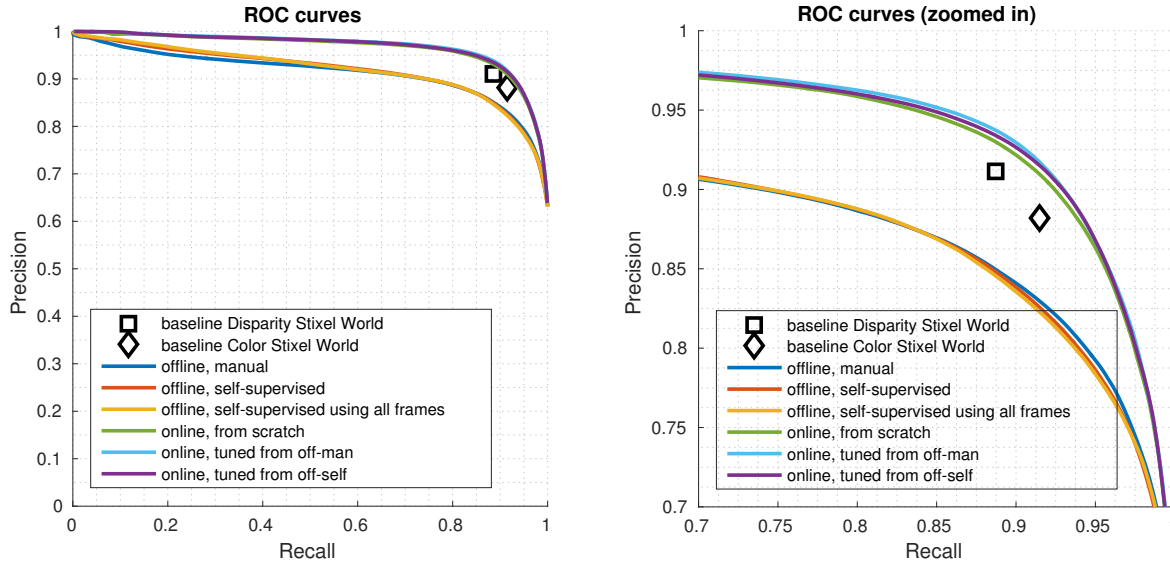 ROC curves
1
0.9
0.8
0.7
0.6
0.5
0.4
0.3
0.2
0.1
0
Precision
baseline Disparity Stixel World
baseline Color Stixel World
offline, manual
offline, self-supervised
offline, self-supervised using all frames
online, from scratch
online, tuned from off-man
online, tuned from off-self
0 0.2 0.4 0.6 0.8 1
Recall
ROC curves (zoomed in)
1
0.95
0.9
0.85
0.8
0.75
0.7
Precision
baseline Disparity Stixel World
baseline Color Stixel World
offline, manual
offline, self-supervised
offline, self-supervised using all frames
online, from scratch
online, tuned from off-man
online, tuned from off-self
0.7 0.75 0.8 0.85 0.9 0.95
Recall